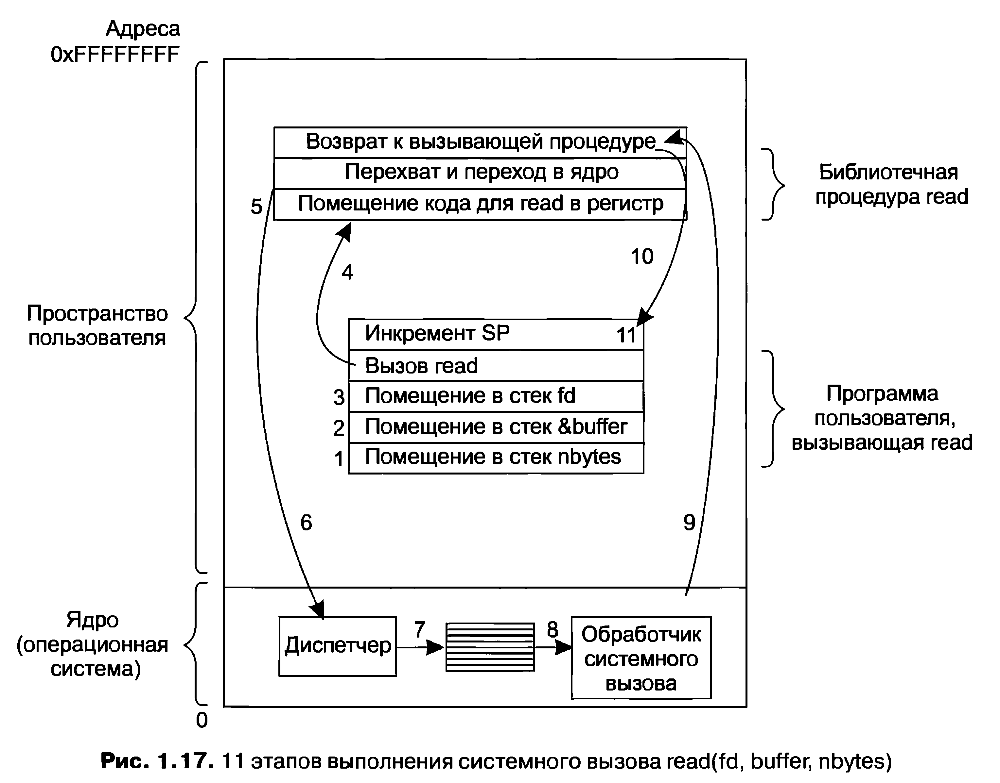 Адреса
0xFFFFFFFF
Возврат к вызывающей процедуре
Перехват и переход в ядро
5 Помещение кода для read в регистр
Библиотечная
процедура read
4
10
Пространство
пользователя
Инкремент SP 11
Вызов read
3 Помещение в стек fd
2 Помещение в стек &buffer
1 Помещение в стек nbytes
Программа
пользователя,
вызывающая read
6
9
Ядро
(операционная
система)
Диспетчер
7
8
Обработчик
системного
вызова
0
Рис. 1.17. 11 этапов выполнения системного вызова read(fd, buffer, nbytes)